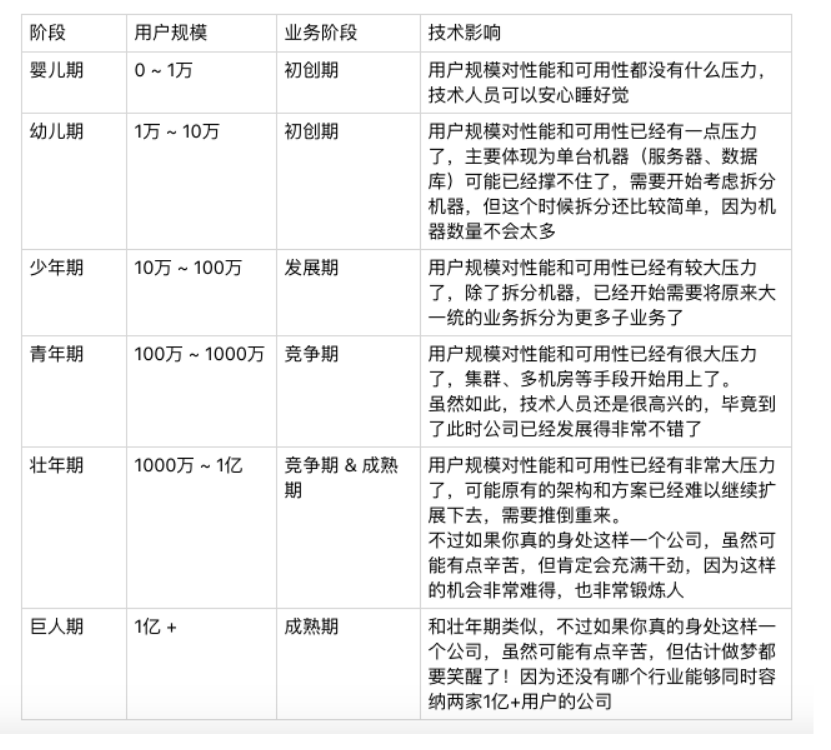 阶段 用户规模 业务阶段 技术影响
婴儿期 0 ~ 1万 初创期 用户规模对性能和可用性都没有什么压力，
技术人员可以安心睡好觉
幼儿期 1万 ~ 10万 初创期 用户规模对性能和可用性已经有一点压力
了，主要体现为单台机器（服务器、数据
库）可能已经撑不住了，需要开始考虑拆分
机器，但这个时候拆分还比较简单，因为机
器数量不会太多
少年期 10万 ~ 100万 发展期 用户规模对性能和可用性已经有较大压力
了，除了拆分机器，已经开始需要将原来大
一统的业务拆分为更多子业务了
青年期 100万 ~ 1000万 竞争期 用户规模对性能和可用性已经有很大压力
了，集群、多机房等手段开始用上了。
虽然如此，技术人员还是很高兴的，毕竟到
了此时公司已经发展得非常不错了
壮年期 1000万 ~ 1亿 竞争期 & 成熟 用户规模对性能和可用性已经有非常大压力
期 了，可能原有的架构和方案已经难以继续扩
展下去，需要推倒重来。
不过如果你真的身处这样一个公司，虽然可
能有点辛苦，但肯定会充满干劲，因为这样
的机会非常难得，也非常锻炼人
巨人期 1亿 + 成熟期 和壮年期类似，不过如果你真的身处这样一
个公司，虽然可能有点辛苦，但估计做梦都
要笑醒了！因为还没有哪个行业能够同时容
纳两家1亿+用户的公司